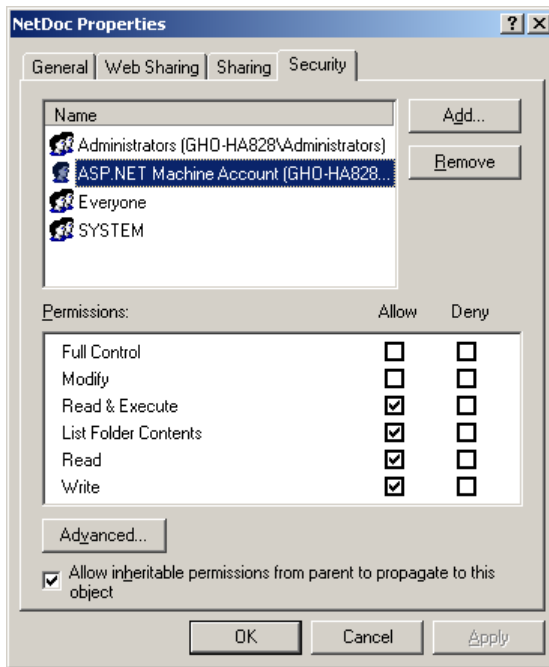 NetDoc Properties
General Web Sharing Sharing Security
Name
Add...
Administrators (GHO-HA828\Administrators)
Remove
ASP.NET Machine Account (GHO-HA828...
Everyone
SYSTEM
Permissions: Allow Deny
Full Control
Modify
Read & Execute
List Folder Contents
Read
Write
Advanced...
Allow inheritable permissions from parent to propagate to this
object
OK Cancel Apply